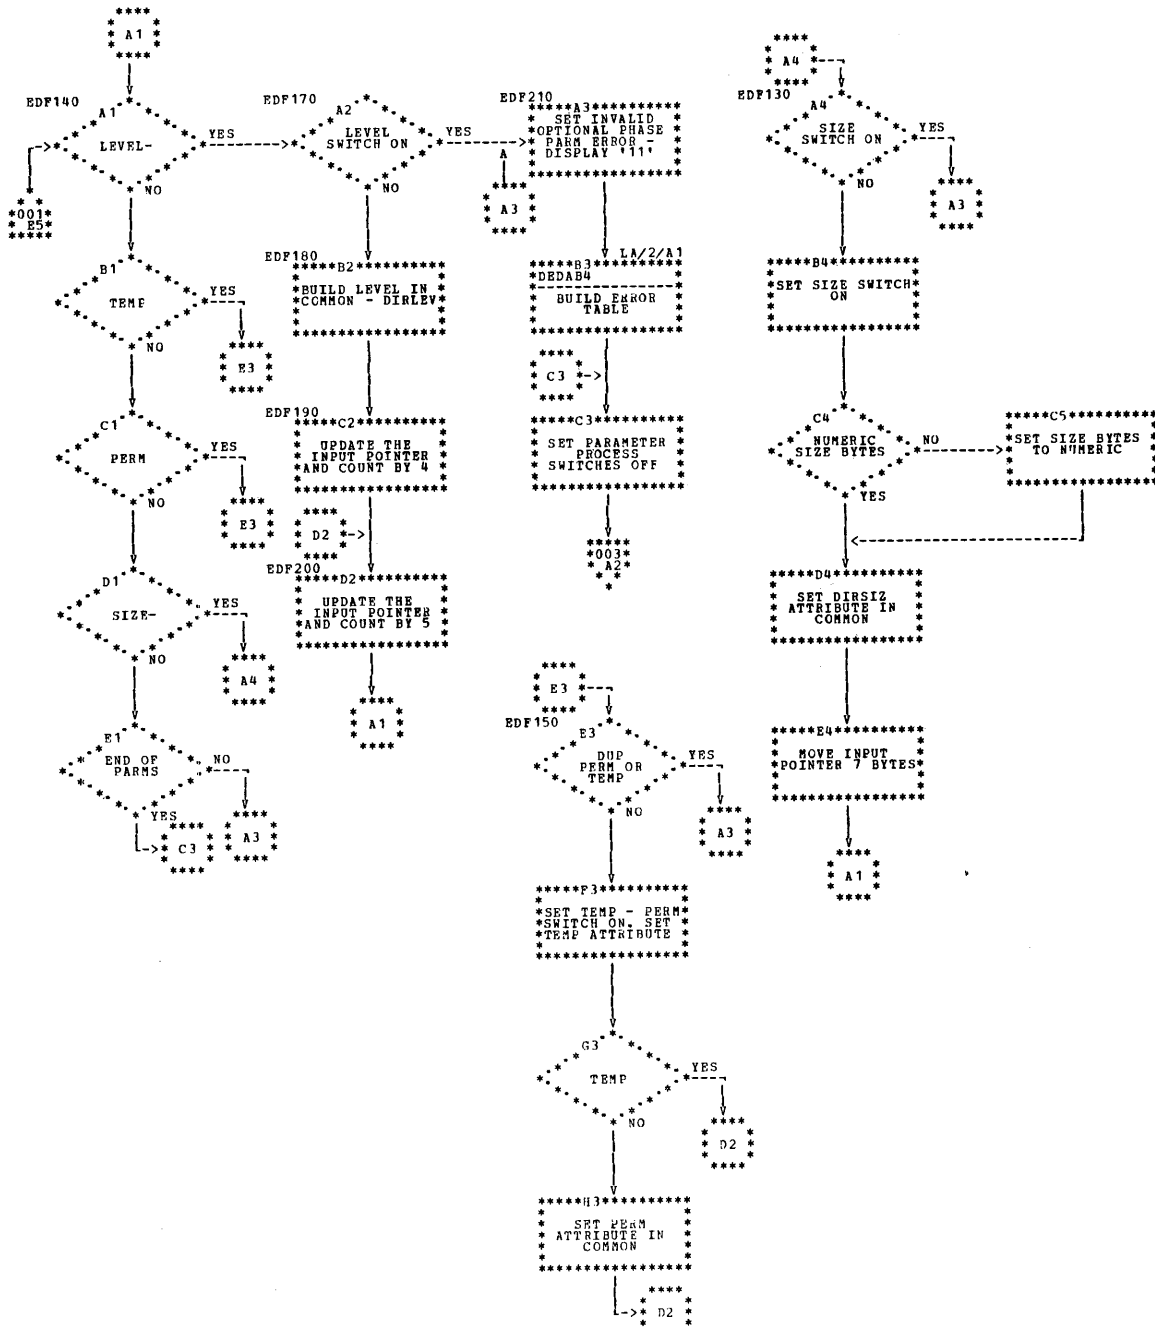 A1
EDF140
A1
LEVEL-
YES
NO
001
E5
B1
TEMP
YES
NO
E3
C1
PERM
YES
NO
E3
D1
SIZE-
YES
NO
A4
E1
END OF
PARMS
NO
YES
A3
C3
EDF170
A2
LEVEL
SWITCH ON
YES
NO
EDF180
B2
BUILD LEVEL IN
COMMON - DIRLEV
EDF190
C2
UPDATE THE
INPUT POINTER
AND COUNT BY 4
D2
EDF200
D2
UPDATE THE
INPUT POINTER
AND COUNT BY 5
A1
EDF210
A3
SET INVALID
OPTIONAL PHASE
PARM ERROR -
DISPLAY '11'
A
A3
LA/2/A1
B3
DEDAB4
BUILD ERROR
TABLE
C3
C3
SET PARAMETER
PROCESS
SWITCHES OFF
003
A2
E3
EDF150
E3
DUP
PERM OR
TEMP
YES
NO
A3
F3
SET TEMP - PERM
SWITCH ON. SET
TEMP ATTRIBUTE
G3
TEMP
YES
NO
D2
H3
SET PERM
ATTRIBUTE IN
COMMON
D2
A4
EDF130
A4
SIZE
SWITCH ON
YES
NO
A3
B4
SET SIZE SWITCH
ON
C4
NUMERIC
SIZE BYTES
NO
YES
C5
SET SIZE BYTES
TO NUMERIC
D4
SET DIRSIZ
ATTRIBUTE IN
COMMON
E4
MOVE INPUT
POINTER 7 BYTES
A1